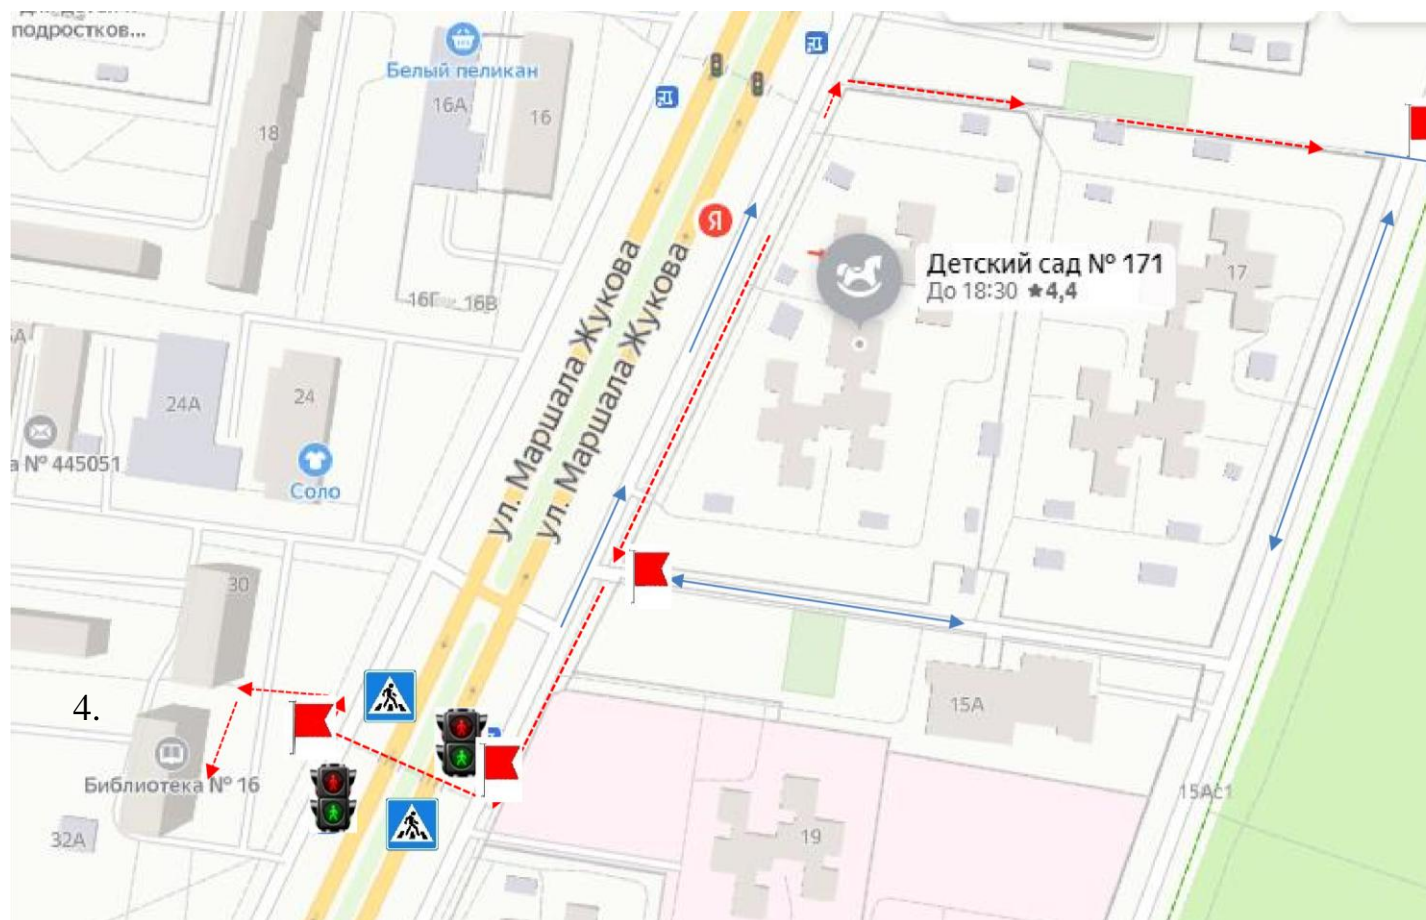 подростков...
Белый пеликан
16А
16
18
16В
Детский сад № 171
До 18:30 ★4,4
17
Я
ул. Маршала Жукова
ул. Маршала Жукова
24А
24
№ 445051
Соло
30
4.
15А
Библиотека № 16
15Ас1
32А
19